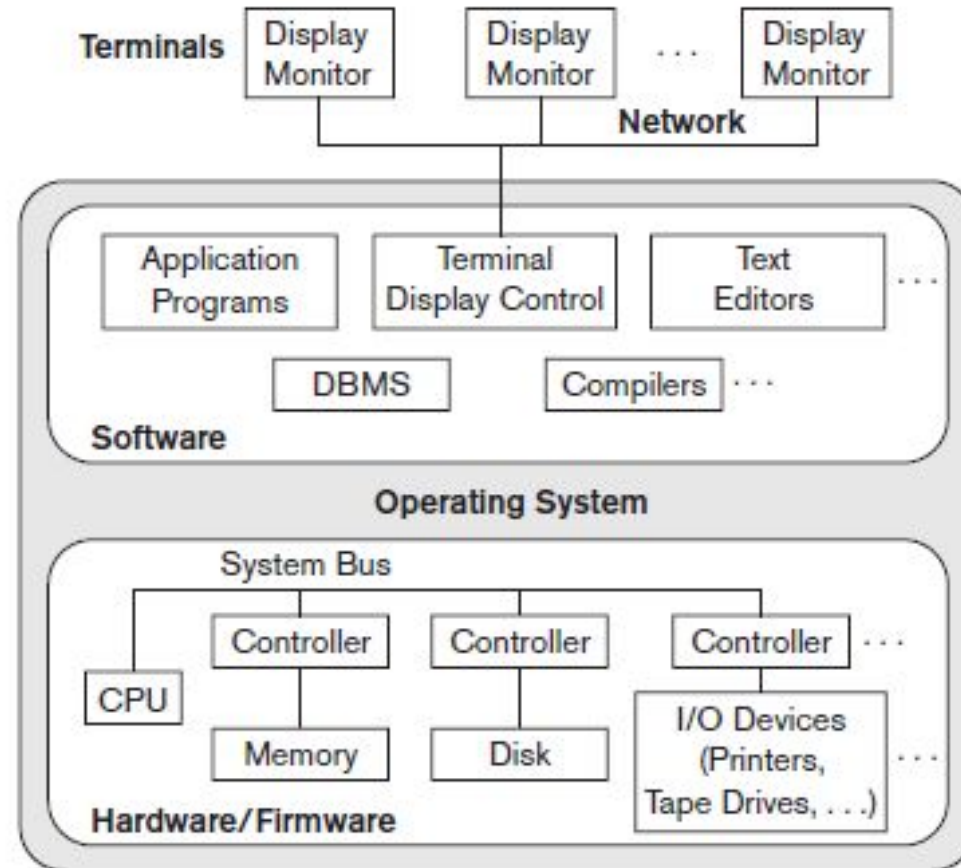 Terminals
Display
Monitor
Display
Monitor
. . .
Display
Monitor
Network
Application
Programs
Terminal
Display Control
Text
Editors
. . .
DBMS
Compilers
. . .
Software
Operating System
System Bus
Controller
Controller
Controller
. . .
CPU
Memory
Disk
I/O Devices
(Printers,
Tape Drives, . . .)
. . .
Hardware/Firmware